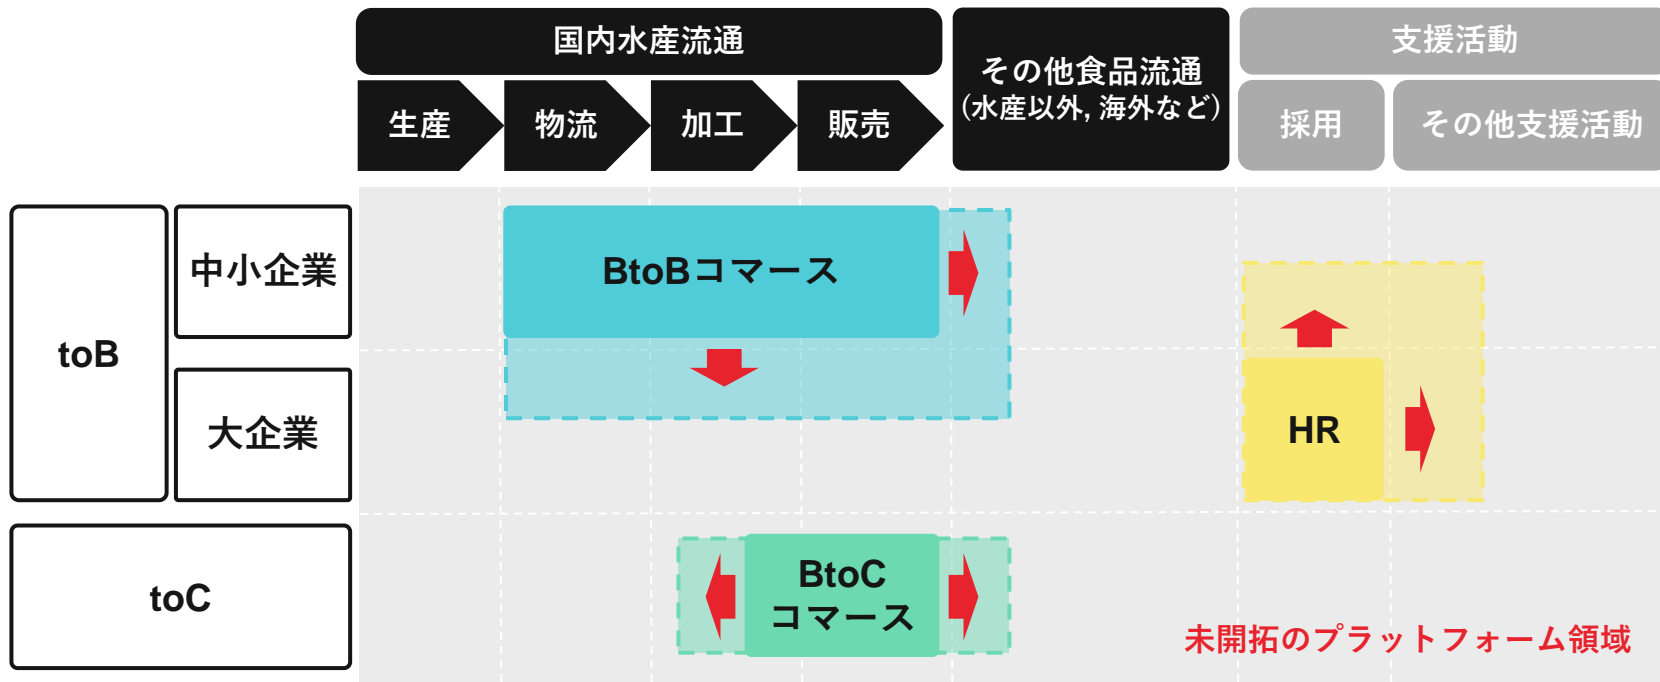 国内水産流通
その他食品流通
(水産以外, 海外など)
支援活動
生産
物流
加工
販売
採用
その他支援活動
toB
中小企業
大企業
toC
BtoBコマース
HR
BtoC
コマース
未開拓のプラットフォーム領域